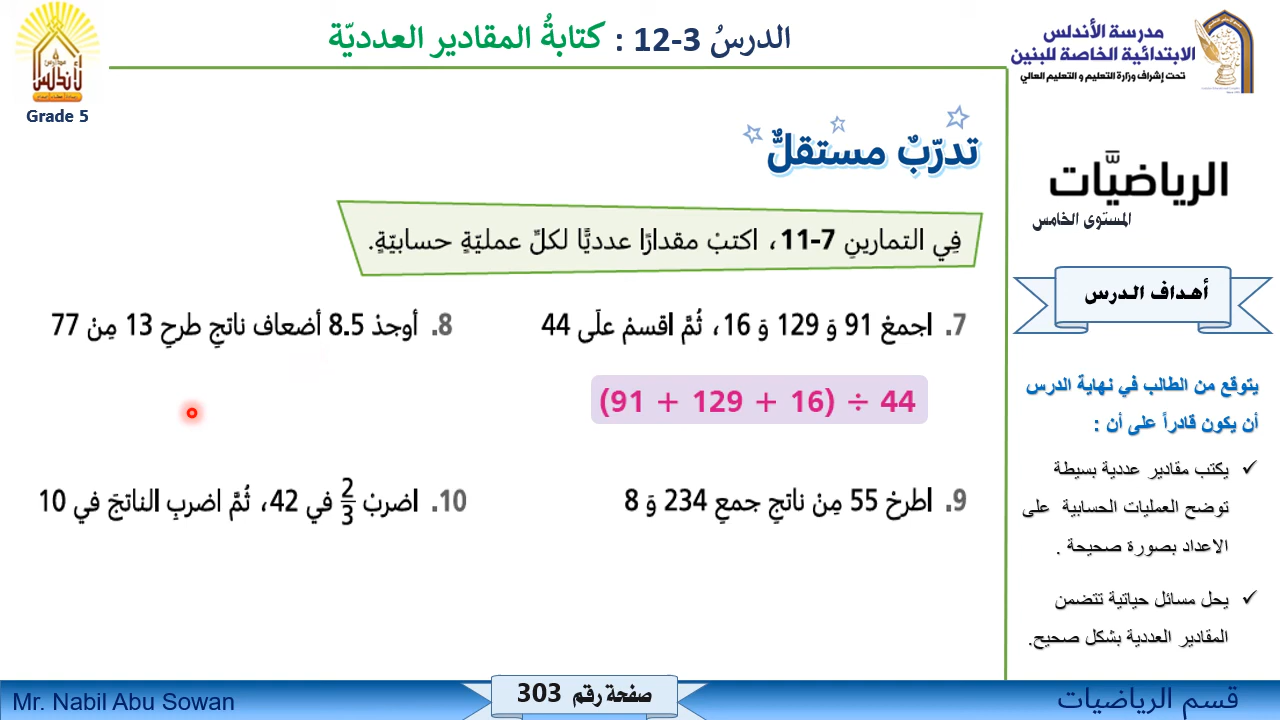 الدرسُ 3-12 : كتابةُ المقادير العدديّة
مدرسة الأندلس
الابتدائية الخاصة للبنين
تحت إشراف وزارة التعليم و التعليم العالي
Grade 5
تدرّبٌ مستقلٌّ
فِي التمارينِ 7-11، اكتبْ مقدارًا عدديًّا لكلِّ عمليّةٍ حسابيّةٍ.
7. اجمعْ 91 وَ 129 وَ 16، ثُمَّ اقسمْ علَى 44
(91 + 129 + 16) ÷ 44
8. أوجدْ 8.5 أضعاف ناتجِ طرحِ 13 مِنْ 77
9. اطرحْ 55 مِنْ ناتجِ جمعِ 234 وَ 8
10. اضربْ 2/3 في 42، ثُمَّ اضربِ الناتجَ في 10
الرياضيَّات
المستوى الخامس
أهداف الدرس
يتوقع من الطالب في نهاية الدرس
أن يكون قادراً على أن :
✓ يكتب مقادير عددية بسيطة
توضح العمليات الحسابية على
الاعداد بصورة صحيحة .
✓ يحل مسائل حياتية تتضمن
المقادير العددية بشكل صحيح.
Mr. Nabil Abu Sowan
صفحة رقم 303
قسم الرياضيات